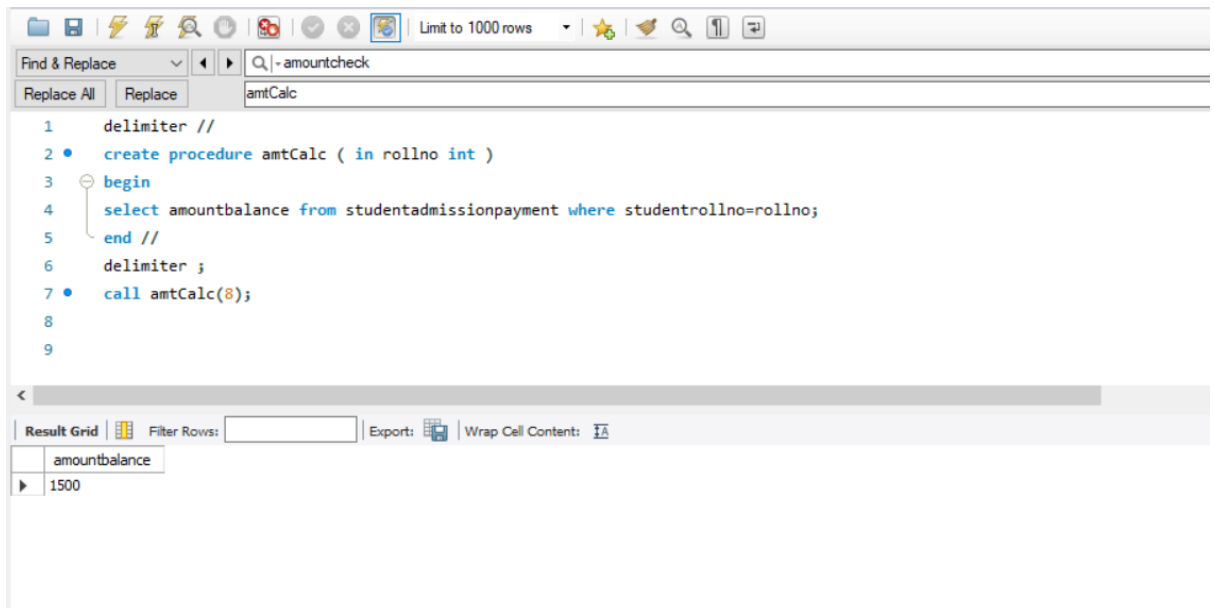 Limit to 1000 rows
Find & Replace amountcheck
Replace All Replace amtCalc
1 delimiter //
2 create procedure amtCalc ( in rollno int )
3 begin
4 select amountbalance from studentadmissionpayment where studentrollno=rollno;
5 end //
6 delimiter ;
7 call amtCalc(8);
8
9
Result Grid Filter Rows: Export: Wrap Cell Content: IA
amountbalance
1500